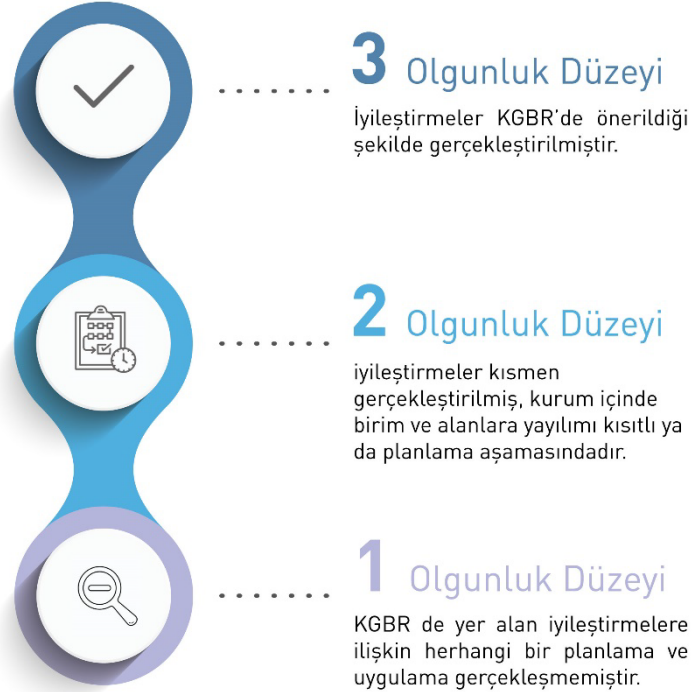 3 Olgunluk Düzeyi
İyileştirmeler KGBR'de önerildiği
şekilde gerçekleştirilmiştir.
2 Olgunluk Düzeyi
iyileştirmeler kısmen
gerçekleştirilmiş, kurum içinde
birim ve alanlara yayılımı kısıtlı ya
da planlama aşamasındadır.
1 Olgunluk Düzeyi
KGBR de yer alan iyileştirmelere
ilişkin herhangi bir planlama ve
uygulama gerçekleşmemiştir.